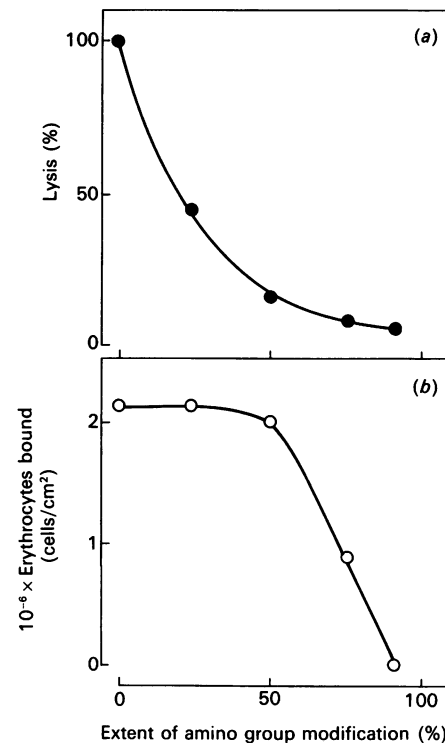 (a)
100
50
0
Lysis (%)
(b)
2
1
0
10⁻⁶ × Erythrocytes bound
(cells/cm²)
0 50 100
Extent of amino group modification (%)